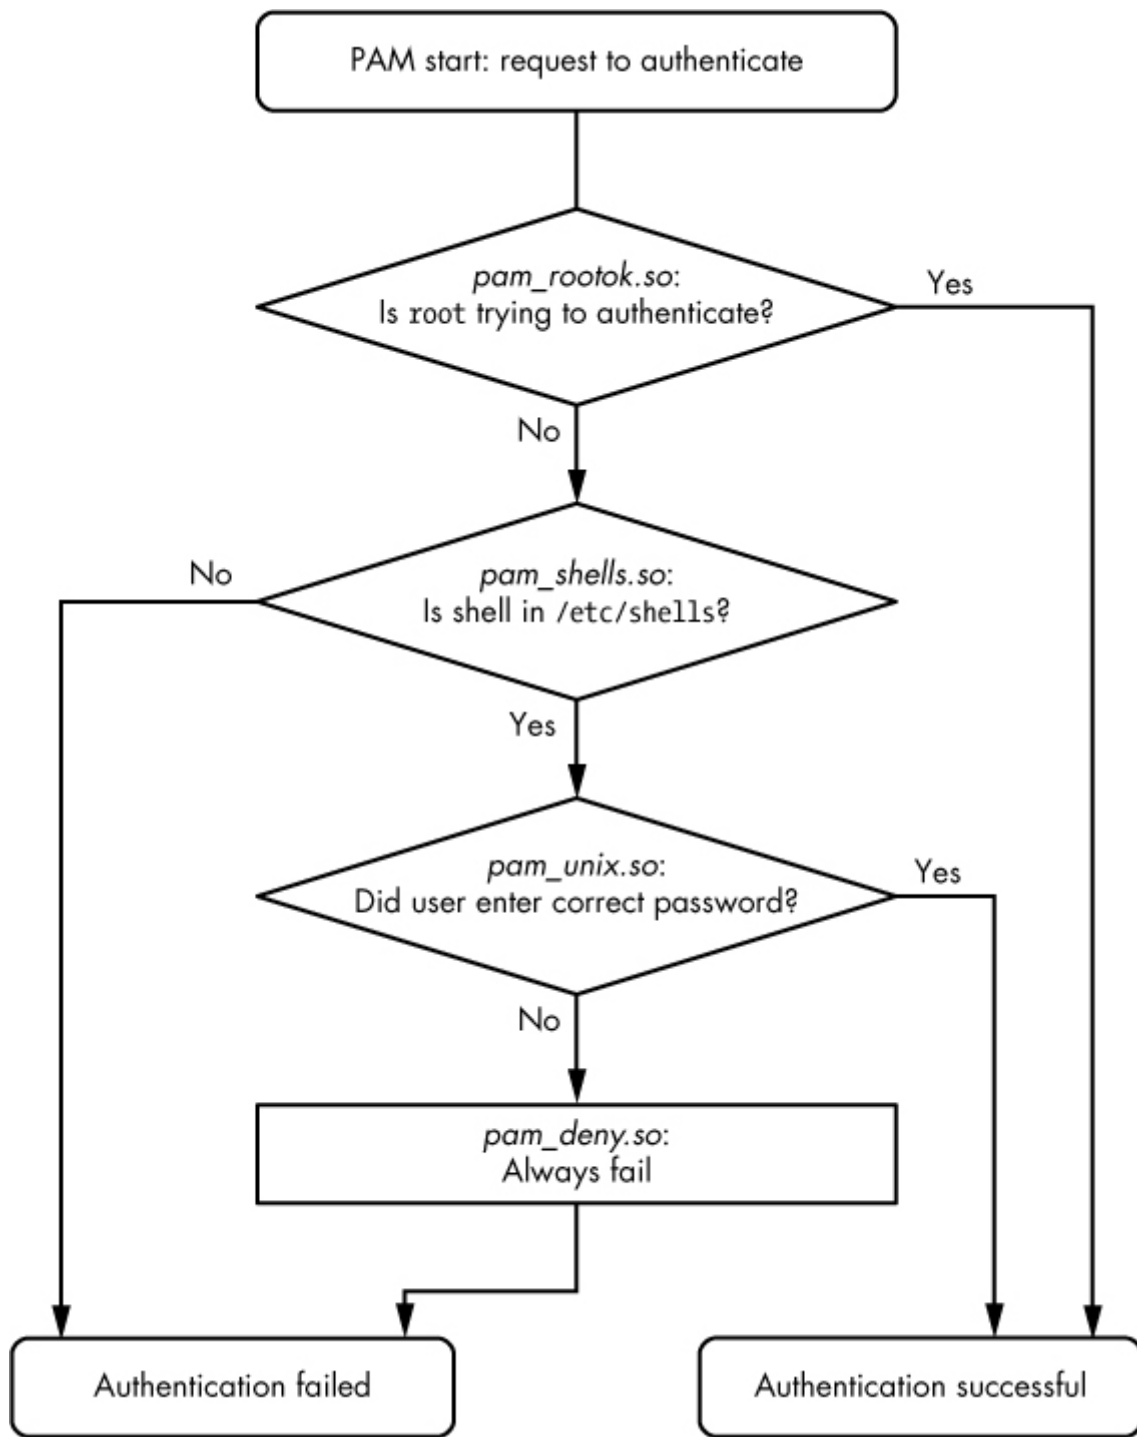 PAM start: request to authenticate
pam_rootok.so:
Is root trying to authenticate?
Yes
No
No
pam_shells.so:
Is shell in /etc/shells?
Yes
pam_unix.so:
Did user enter correct password?
Yes
No
pam_deny.so:
Always fail
Authentication failed
Authentication successful